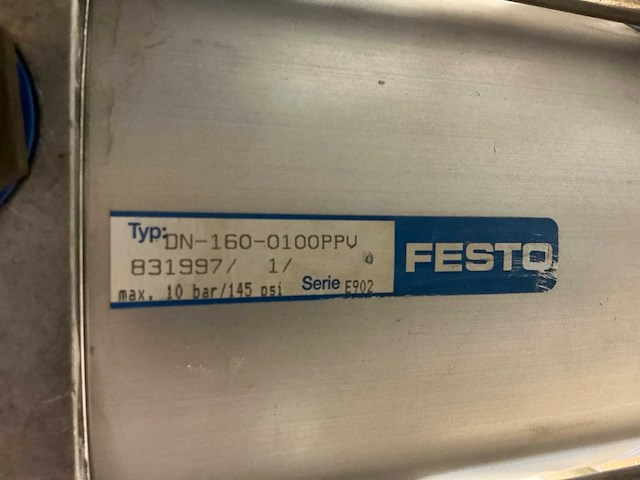 Typ: DN-160-0100PPV
831997/ 1/
max. 10 bar/145 psi Serie E902
FESTO